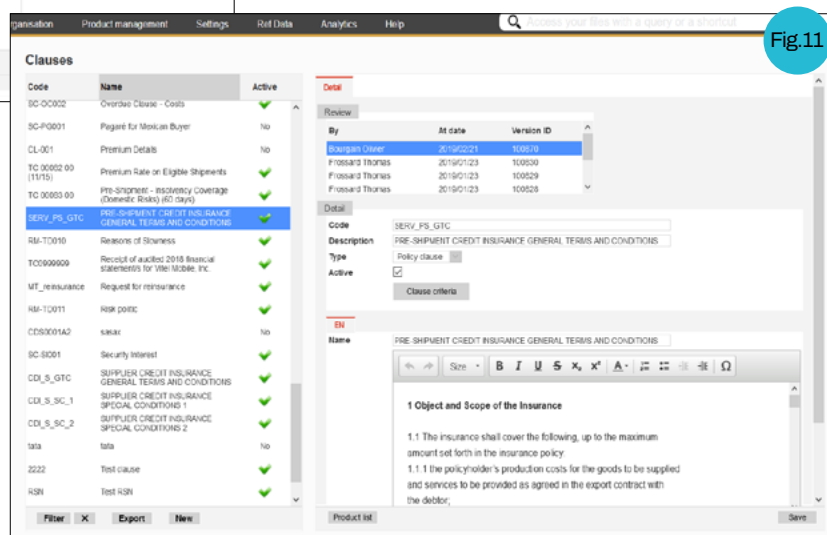 rganisation Product management Settings Ref Data Analytics Help Access your files with a query or a shortcut
Fig.11
Clauses
Code Name Active
SC-OC002 Overdue Clause - Costs
SC-PG001 Pagaré for Mexican Buyer No
CL-001 Premium Details No
TC 00082 00 (11/15) Premium Rate on Eligible Shipments
TC 00083 00 Pre-Shipment - Insolvency Coverage (Domestic Risks) (60 days)
SERV_PS_GTC PRE-SHIPMENT CREDIT INSURANCE GENERAL TERMS AND CONDITIONS
RM-TD010 Reasons of Slowness
TC0999909 Receipt of audited 2018 financial statement/s for Vitel Mobile, Inc.
MT_reinsurance Request for reinsurance
RM-TD011 Risk politic
CDS0001A2 sasax No
SC-SI001 Security Interest
CDI_S_GTC SUPPLIER CREDIT INSURANCE GENERAL TERMS AND CONDITIONS
CDI_S_SC_1 SUPPLIER CREDIT INSURANCE SPECIAL CONDITIONS 1
CDI_S_SC_2 SUPPLIER CREDIT INSURANCE SPECIAL CONDITIONS 2
tata tata No
2222 Test clause
RSN Test RSN
Filter X Export New
Detail
Review
By At date Version ID
Bourgain Olivier 2019/02/21 100870
Frossard Thomas 2019/01/23 100830
Frossard Thomas 2019/01/23 100829
Frossard Thomas 2019/01/23 100828
Detail
Code SERV_PS_GTC
Description PRE-SHIPMENT CREDIT INSURANCE GENERAL TERMS AND CONDITIONS
Type Policy clause
Active
Clause criteria
EN
Name PRE-SHIPMENT CREDIT INSURANCE GENERAL TERMS AND CONDITIONS
Size B I U S X₂ X² A Ω
1 Object and Scope of the Insurance
1.1 The insurance shall cover the following, up to the maximum
amount set forth in the insurance policy:
1.1.1 the policyholder's production costs for the goods to be supplied
and services to be provided as agreed in the export contract with
the debtor;
Product list Save